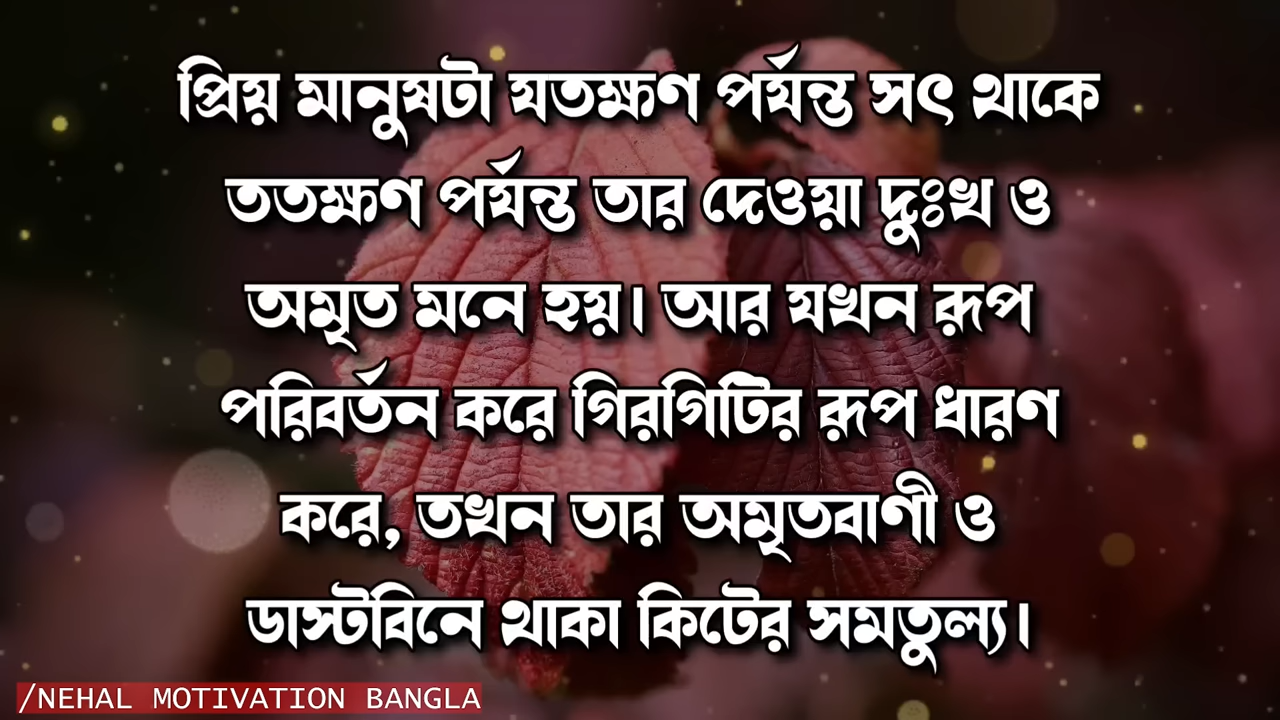 প্রিয় মানুষটা যতক্ষণ পর্যন্ত সৎ থাকে
ততক্ষণ পর্যন্ত তার দেওয়া দুঃখ ও
অমৃত মনে হয়। আর যখন রূপ
পরিবর্তন করে গিরগিটির রূপ ধারণ
করে, তখন তার অমৃতবাণী ও
ডাস্টবিনে থাকা কিটের সমতুল্য।
/NEHAL MOTIVATION BANGLA